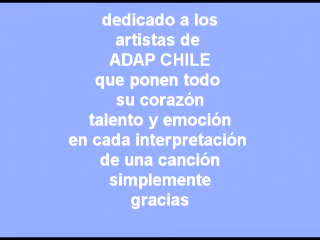 dedicado a los
artistas de
ADAP CHILE
que ponen todo
su corazón
talento y emoción
en cada interpretación
de una canción
simplemente
gracias